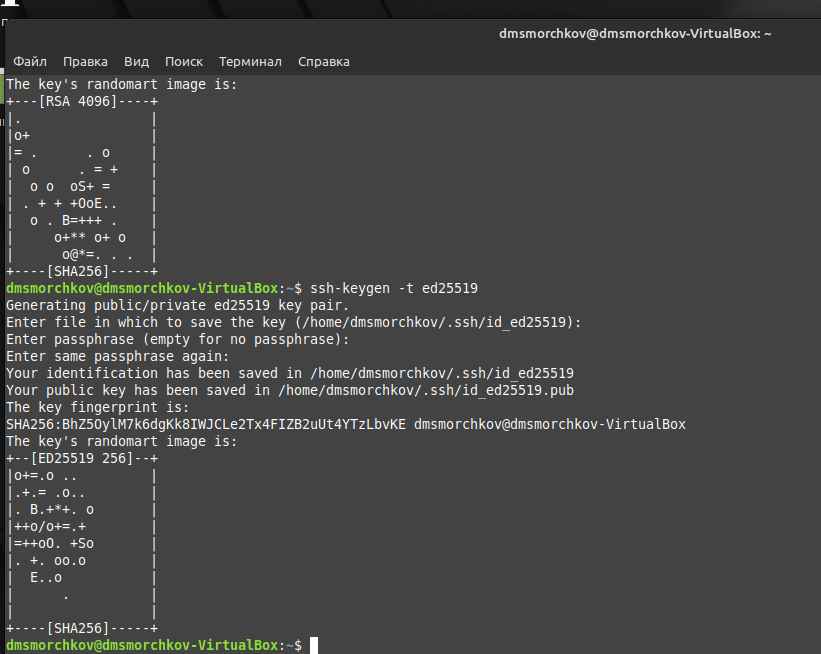 dmsmorchkov@dmsmorchkov-VirtualBox: ~
Файл Правка Вид Поиск Терминал Справка
The key's randomart image is:
+---[RSA 4096]----+
|.                |
|o+               |
|= .      . o     |
| o      . = +    |
|  o o  oS+ =     |
| . + + +OoE..    |
|  o . B=+++ .    |
|     o+** o+ o   |
|      o@*=. . .  |
+----[SHA256]-----+
dmsmorchkov@dmsmorchkov-VirtualBox:~$ ssh-keygen -t ed25519
Generating public/private ed25519 key pair.
Enter file in which to save the key (/home/dmsmorchkov/.ssh/id_ed25519):
Enter passphrase (empty for no passphrase):
Enter same passphrase again:
Your identification has been saved in /home/dmsmorchkov/.ssh/id_ed25519
Your public key has been saved in /home/dmsmorchkov/.ssh/id_ed25519.pub
The key fingerprint is:
SHA256:BhZ5OylM7k6dgKk8IWJCLe2Tx4FIZB2uUt4YTzLbvKE dmsmorchkov@dmsmorchkov-VirtualBox
The key's randomart image is:
+--[ED25519 256]--+
|o+=.o ..         |
|.+.= .o..        |
|. B.+*+. o       |
|++o/o+=.+        |
|=++oO. +So       |
|. +. oo.o        |
|  E..o           |
|      .          |
|                 |
+----[SHA256]-----+
dmsmorchkov@dmsmorchkov-VirtualBox:~$